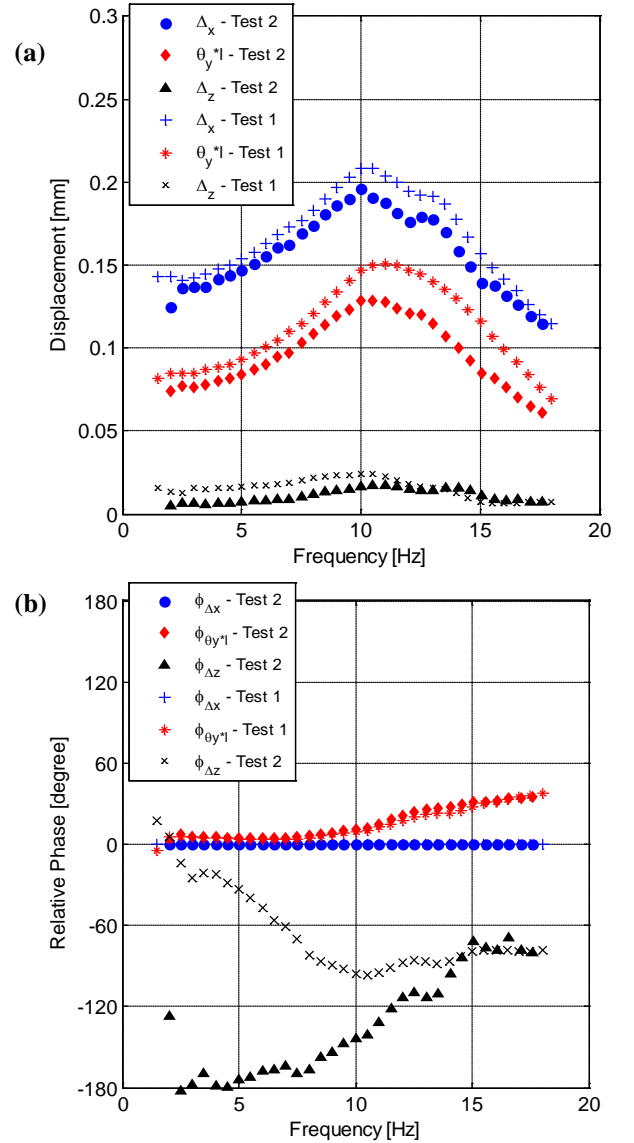 (a)
0.3
0.25
0.2
0.15
0.1
0.05
0
Displacement [mm]
Δx - Test 2
θy*l - Test 2
Δz - Test 2
Δx - Test 1
θy*l - Test 1
Δz - Test 1
0 5 10 15 20
Frequency [Hz]
(b)
180
120
60
0
-60
-120
-180
Relative Phase [degree]
ϕΔx - Test 2
ϕθy*l - Test 2
ϕΔz - Test 2
ϕΔx - Test 1
ϕθy*l - Test 1
ϕΔz - Test 2
0 5 10 15 20
Frequency [Hz]